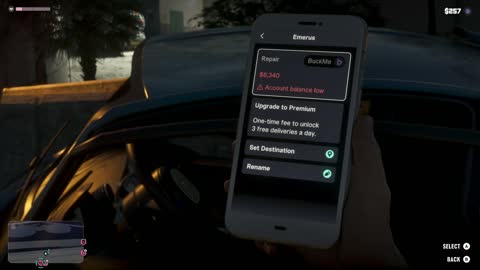 $257
Emerus
Repair
BuckMe
$6,340
Account balance low
Upgrade to Premium
One-time fee to unlock
3 free deliveries a day.
Set Destination
Rename
SELECT A
BACK B